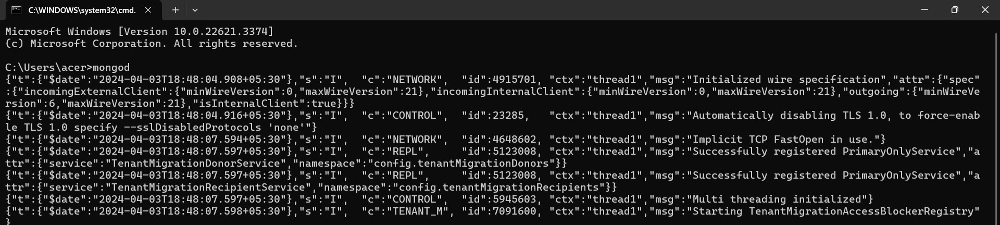 C:\WINDOWS\system32\cmd.
Microsoft Windows [Version 10.0.22621.3374]
(c) Microsoft Corporation. All rights reserved.
C:\Users\acer>mongod
{"t":{"$date":"2024-04-03T18:48:04.908+05:30"},"s":"I",  "c":"NETWORK",  "id":4915701, "ctx":"thread1","msg":"Initialized wire specification","attr":{"spec"
:{"incomingExternalClient":{"minWireVersion":0,"maxWireVersion":21},"incomingInternalClient":{"minWireVersion":0,"maxWireVersion":21},"outgoing":{"minWireVe
rsion":6,"maxWireVersion":21},"isInternalClient":true}}}
{"t":{"$date":"2024-04-03T18:48:04.916+05:30"},"s":"I",  "c":"CONTROL",  "id":23285,   "ctx":"thread1","msg":"Automatically disabling TLS 1.0, to force-enab
le TLS 1.0 specify --sslDisabledProtocols 'none'"}
{"t":{"$date":"2024-04-03T18:48:07.594+05:30"},"s":"I",  "c":"NETWORK",  "id":4648602, "ctx":"thread1","msg":"Implicit TCP FastOpen in use."}
{"t":{"$date":"2024-04-03T18:48:07.597+05:30"},"s":"I",  "c":"REPL",     "id":5123008, "ctx":"thread1","msg":"Successfully registered PrimaryOnlyService","a
ttr":{"service":"TenantMigrationDonorService","namespace":"config.tenantMigrationDonors"}}
{"t":{"$date":"2024-04-03T18:48:07.597+05:30"},"s":"I",  "c":"REPL",     "id":5123008, "ctx":"thread1","msg":"Successfully registered PrimaryOnlyService","a
ttr":{"service":"TenantMigrationRecipientService","namespace":"config.tenantMigrationRecipients"}}
{"t":{"$date":"2024-04-03T18:48:07.597+05:30"},"s":"I",  "c":"CONTROL",  "id":5945603, "ctx":"thread1","msg":"Multi threading initialized"}
{"t":{"$date":"2024-04-03T18:48:07.598+05:30"},"s":"I",  "c":"TENANT_M", "id":7091600, "ctx":"thread1","msg":"Starting TenantMigrationAccessBlockerRegistry"
}